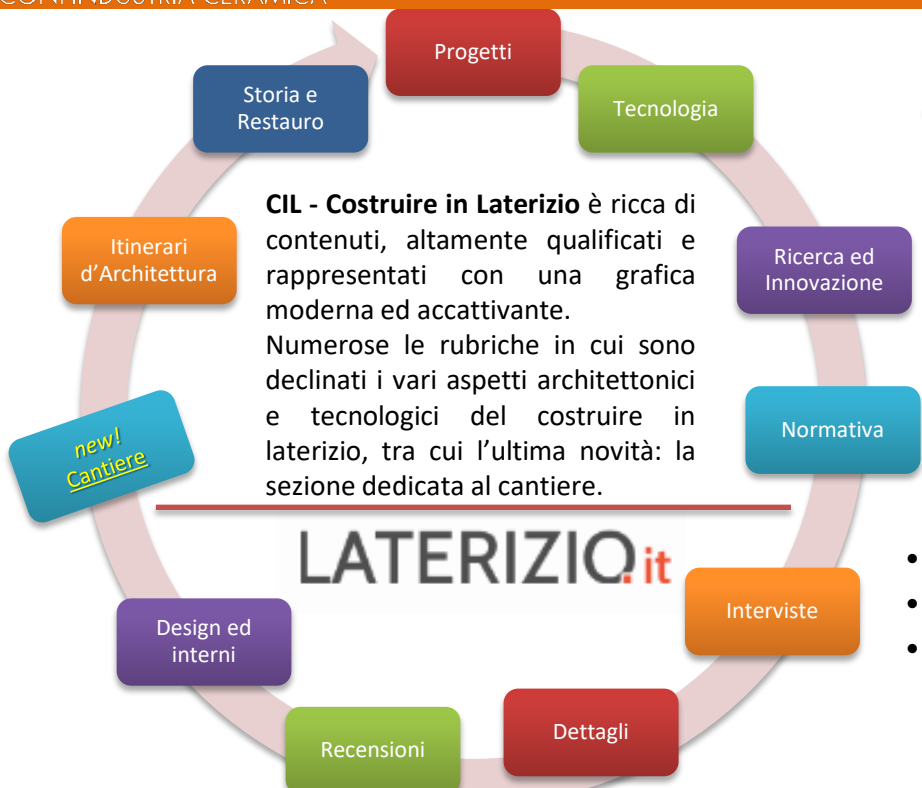 CONFINDUSTRIA CERAMICA
Progetti
Storia e
Restauro
Tecnologia
CIL - Costruire in Laterizio è ricca di
contenuti, altamente qualificati e
rappresentati con una grafica
moderna ed accattivante.
Numerose le rubriche in cui sono
declinati i vari aspetti architettonici
e tecnologici del costruire in
laterizio, tra cui l’ultima novità: la
sezione dedicata al cantiere.
Itinerari
d’Architettura
Ricerca ed
Innovazione
new!
Cantiere
Normativa
LATERIZIO.it
Interviste
Design ed
interni
Dettagli
Recensioni